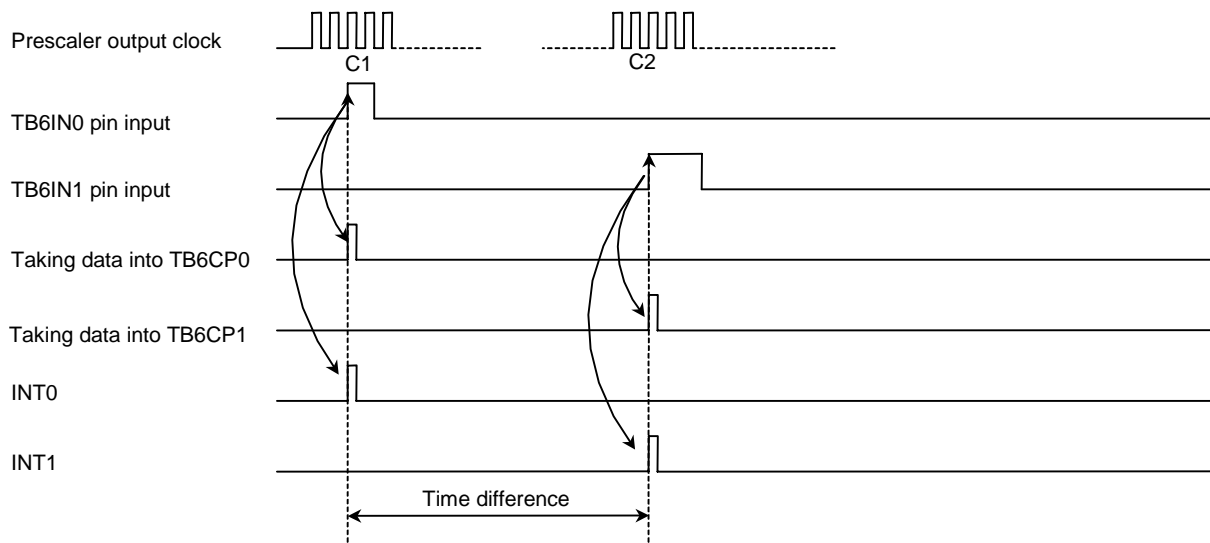 Prescaler output clock
C1
C2
TB6IN0 pin input
TB6IN1 pin input
Taking data into TB6CP0
Taking data into TB6CP1
INT0
INT1
Time difference